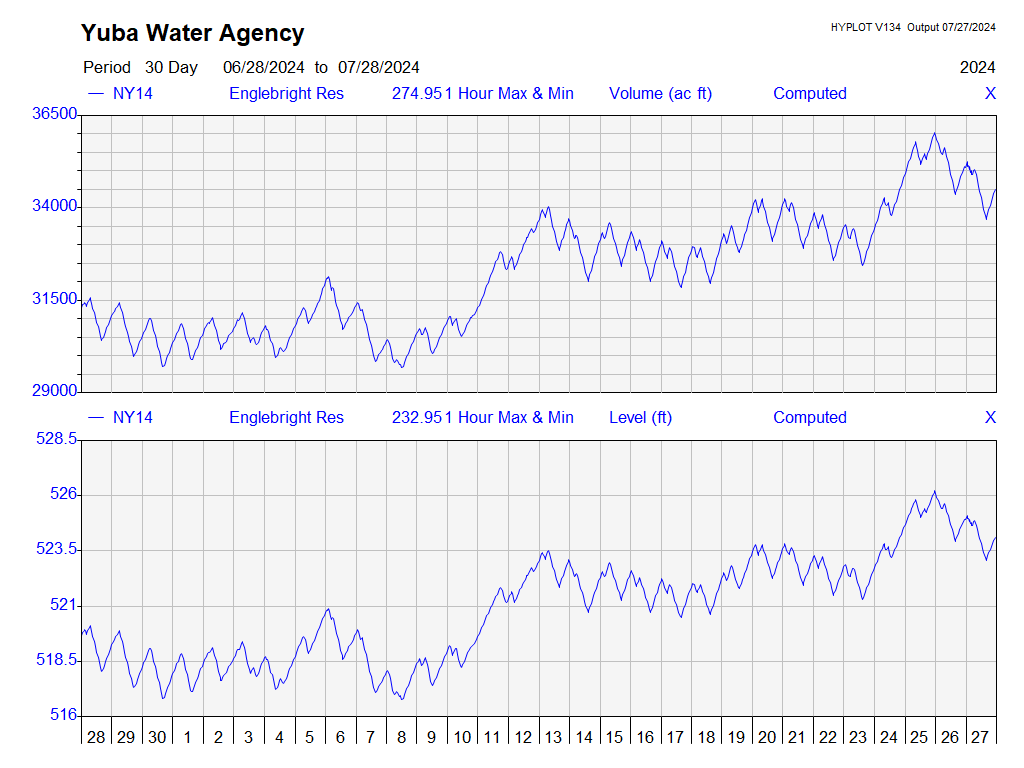 Yuba Water Agency
HYPLOT V134 Output 07/27/2024
Period 30 Day 06/28/2024 to 07/28/2024 2024
NY14 Englebright Res 274.951 Hour Max & Min Volume (ac ft) Computed X
36500
34000
31500
29000
NY14 Englebright Res 232.951 Hour Max & Min Level (ft) Computed X
528.5
526
523.5
521
518.5
516
28 29 30 1 2 3 4 5 6 7 8 9 10 11 12 13 14 15 16 17 18 19 20 21 22 23 24 25 26 27